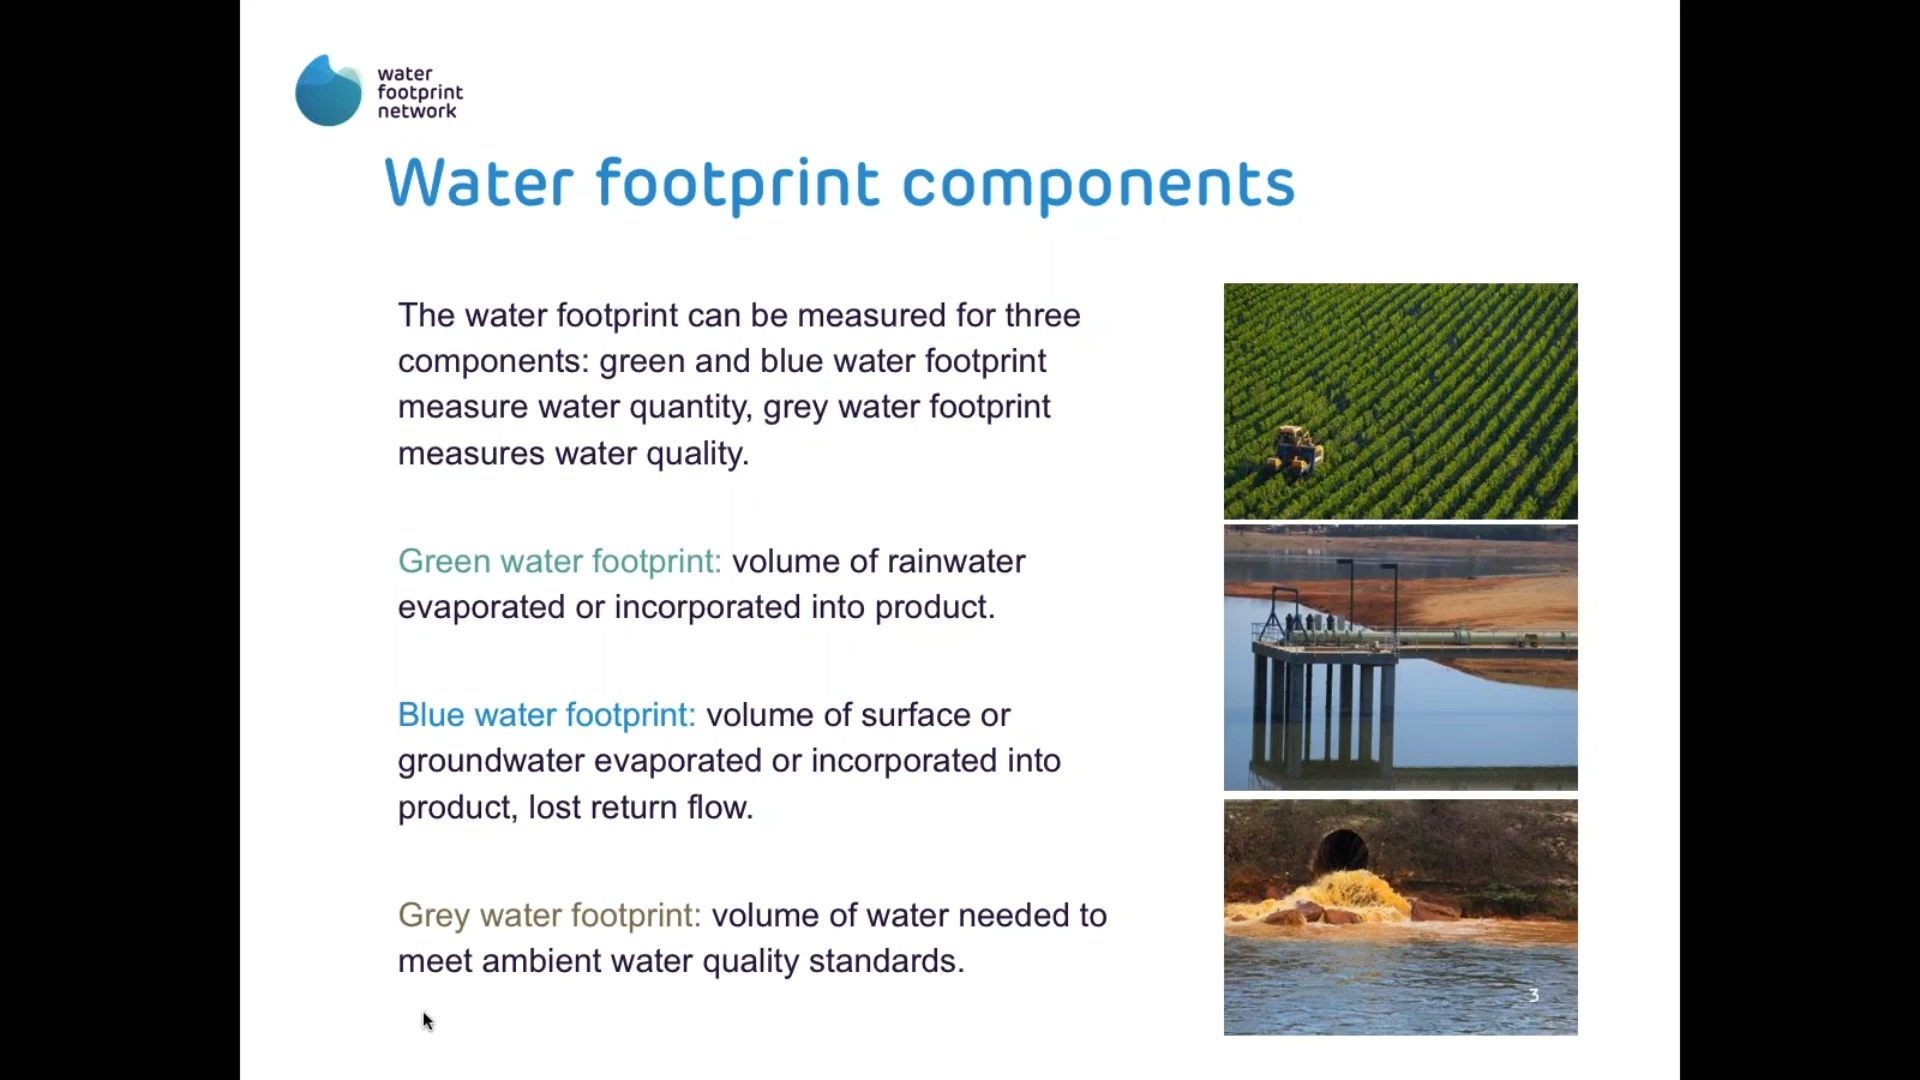 water
footprint
network
Water footprint components
The water footprint can be measured for three
components: green and blue water footprint
measure water quantity, grey water footprint
measures water quality.
Green water footprint: volume of rainwater
evaporated or incorporated into product.
Blue water footprint: volume of surface or
groundwater evaporated or incorporated into
product, lost return flow.
Grey water footprint: volume of water needed to
meet ambient water quality standards.
3